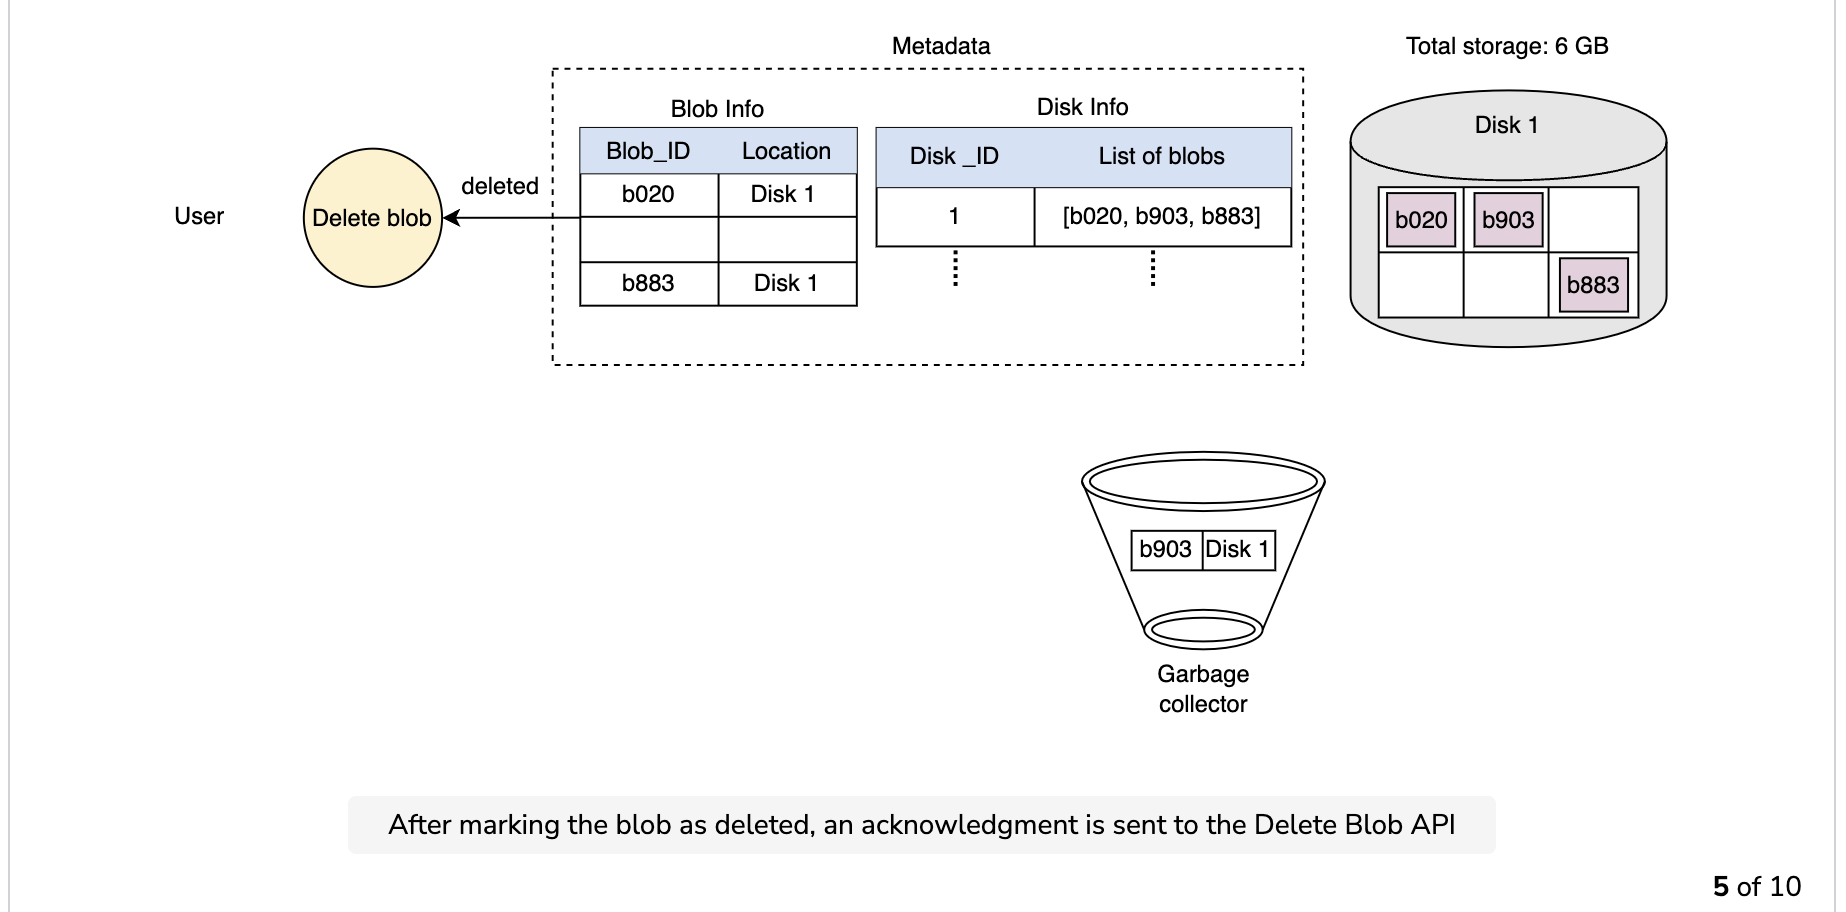 Metadata
Total storage: 6 GB
Blob Info
Disk Info
Disk 1
Blob_ID Location
Disk _ID List of blobs
deleted
b020 Disk 1
User
Delete blob
1 [b020, b903, b883]
b020 b903
b883 Disk 1
b883
b903 Disk 1
Garbage
collector
After marking the blob as deleted, an acknowledgment is sent to the Delete Blob API
5 of 10